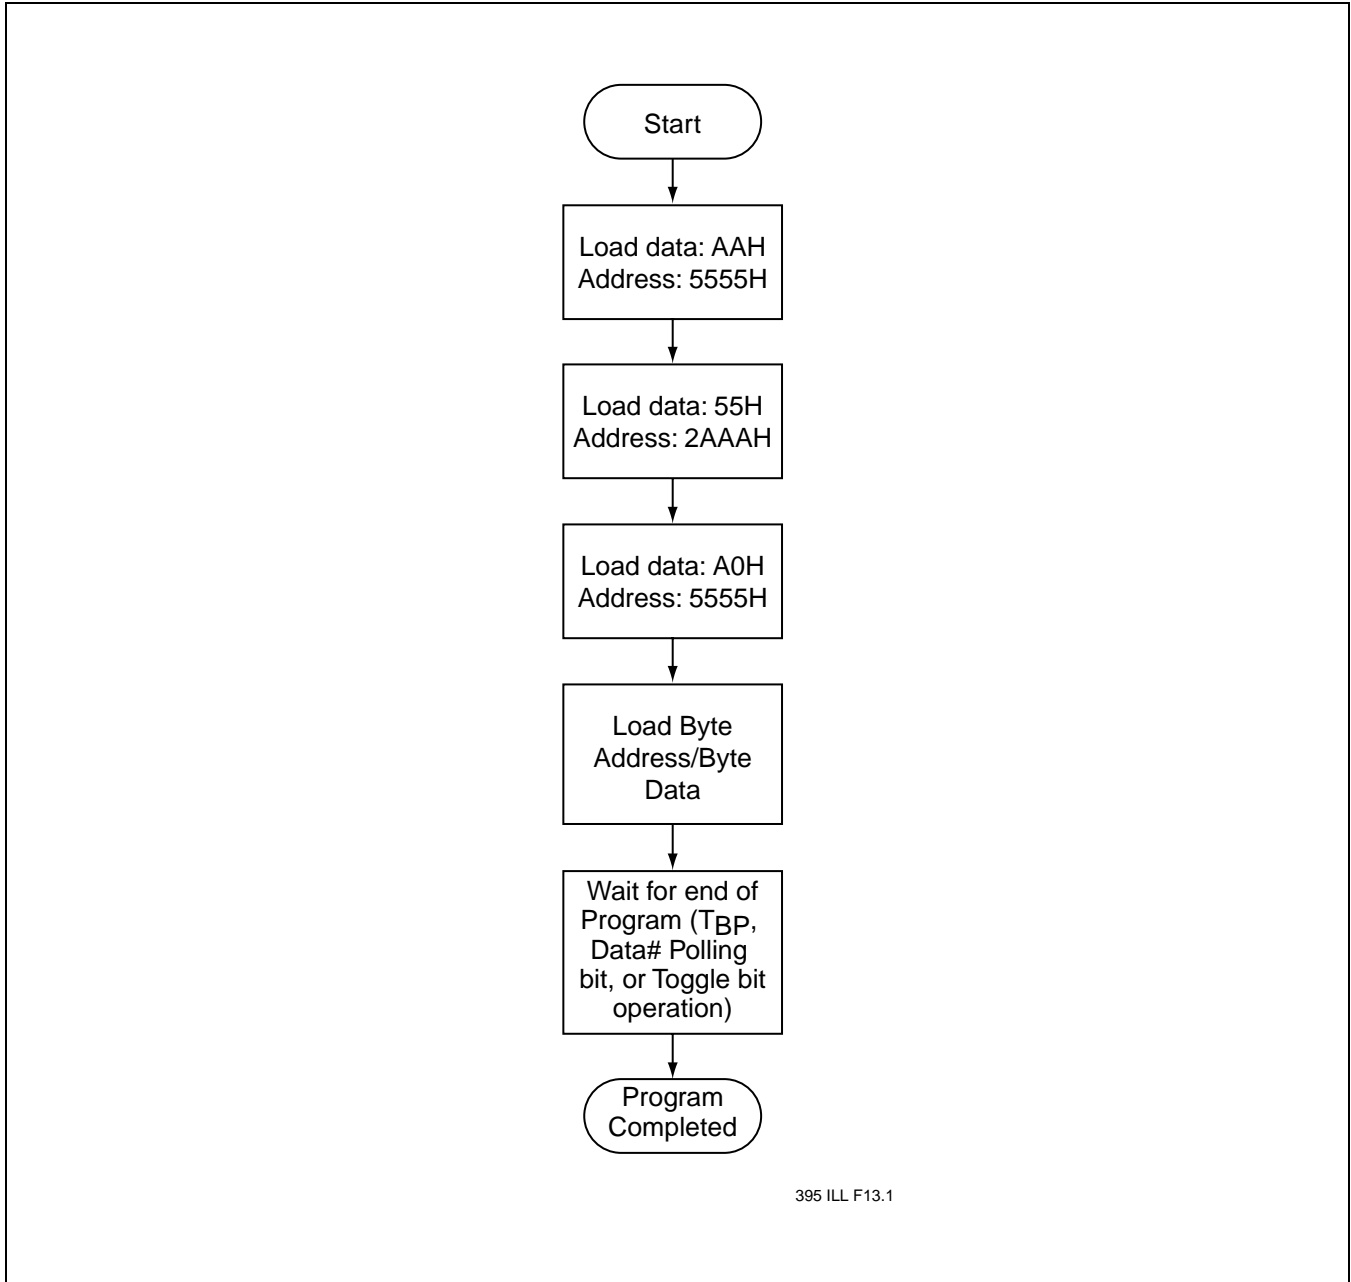 Start
Load data: AAH
Address: 5555H
Load data: 55H
Address: 2AAAH
Load data: A0H
Address: 5555H
Load Byte
Address/Byte
Data
Wait for end of
Program (TBP,
Data# Polling
bit, or Toggle bit
operation)
Program
Completed
395 ILL F13.1